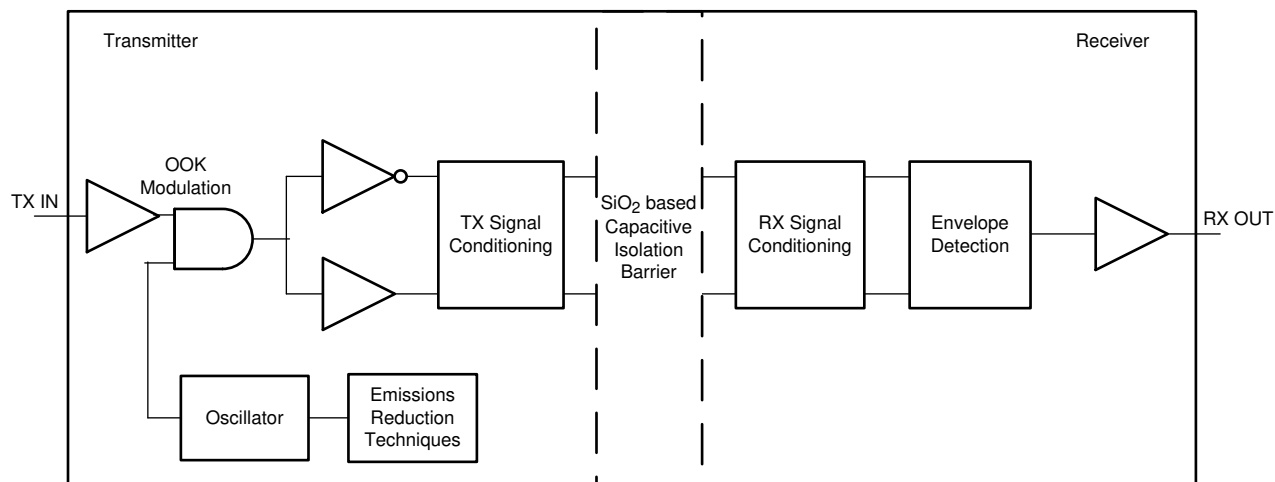 Transmitter
Receiver
OOK
Modulation
TX IN
TX Signal
Conditioning
SiO2 based
Capacitive
Isolation
Barrier
RX Signal
Conditioning
Envelope
Detection
RX OUT
Oscillator
Emissions
Reduction
Techniques